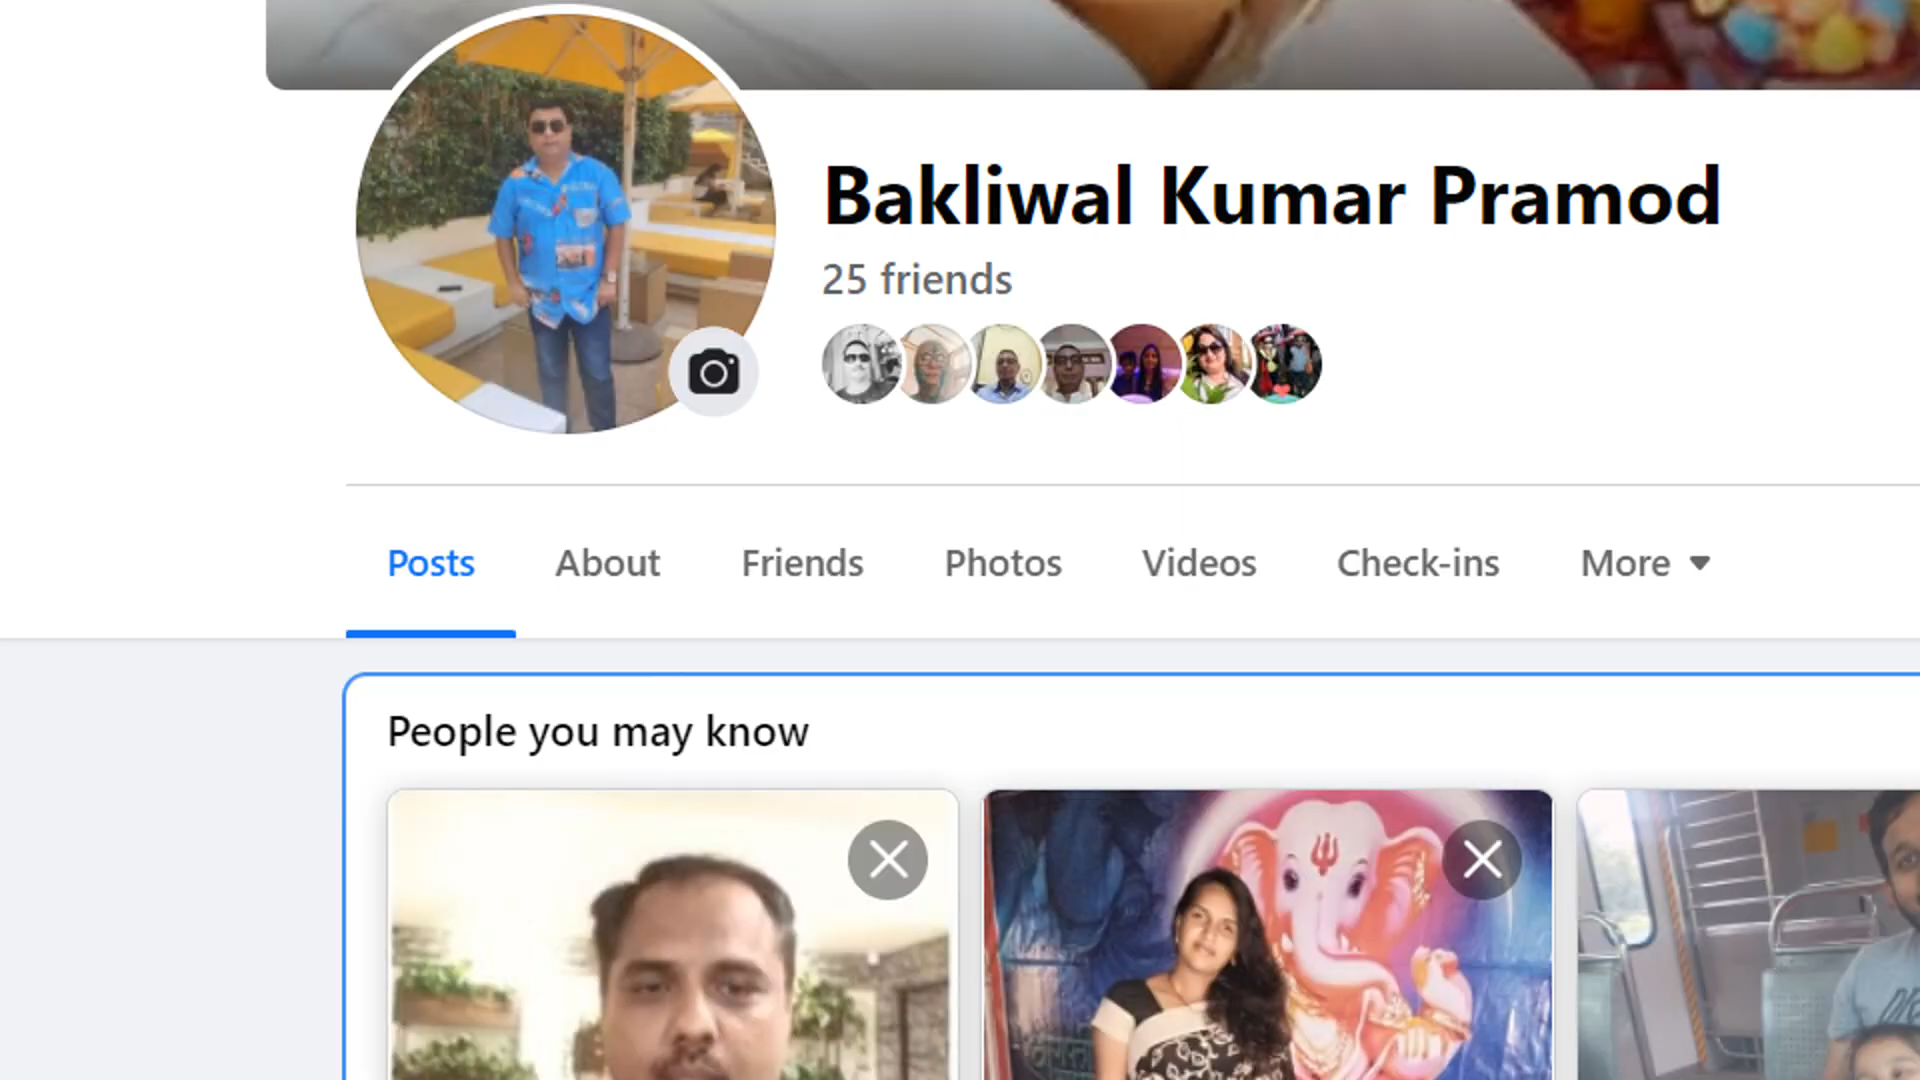 Bakliwal Kumar Pramod
25 friends
Posts About Friends Photos Videos Check-ins More
People you may know